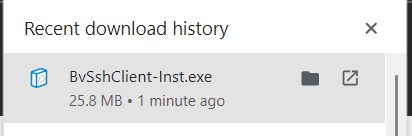 Recent download history
BvSshClient-Inst.exe
25.8 MB • 1 minute ago